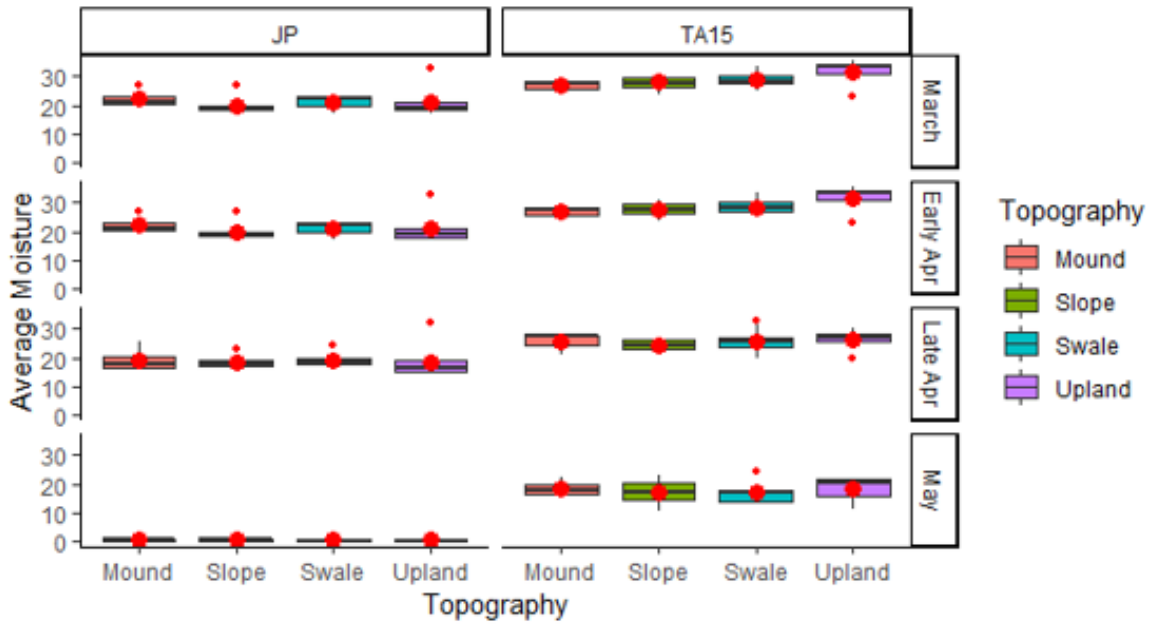 JP TA15
30
20
10
0
March
30
20
10
0
Early Apr
30
20
10
0
Late Apr
30
20
10
0
May
Average Moisture
Mound Slope Swale Upland Mound Slope Swale Upland
Topography
Topography
Mound
Slope
Swale
Upland